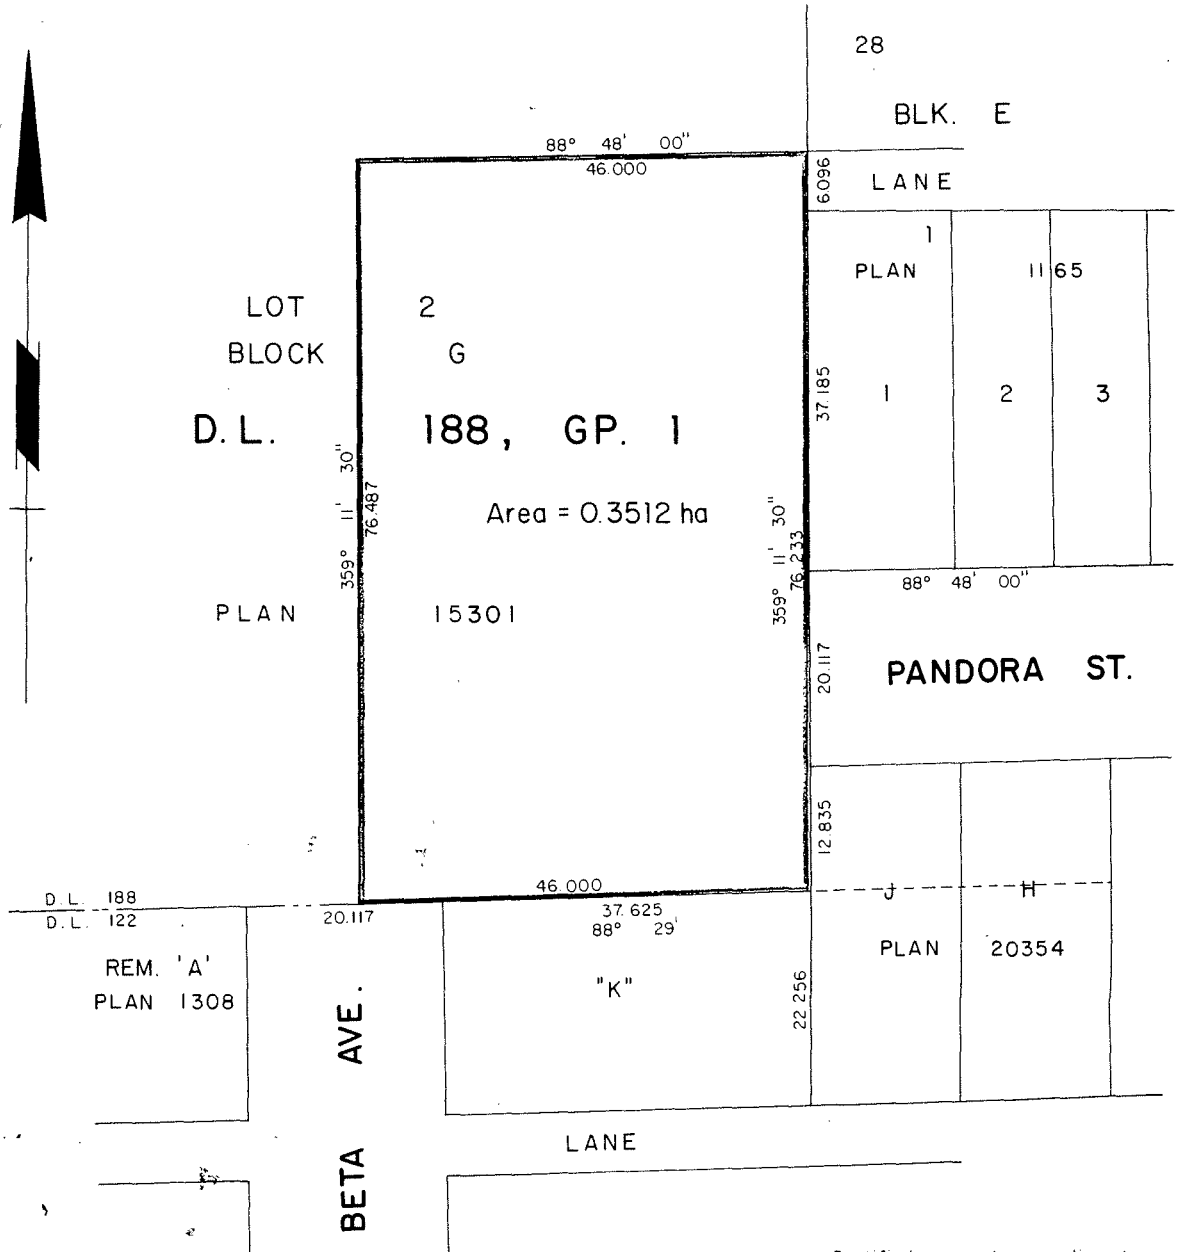 28
BLK. E
88° 48' 00"
46.000
6.096
LANE
1
PLAN 1165
LOT 2
BLOCK G
37.185
1 2 3
D.L. 188, GP. 1
359° 11' 30"
76.487
Area = 0.3512 ha
359° 11' 30"
76.233
88° 48' 00"
PLAN 15301
20.117
PANDORA ST.
12.835
46.000
D.L. 188
J H
20.117
37.625
D.L. 122
88° 29'
PLAN 20354
REM. 'A'
"K"
PLAN 1308
22.256
BETA AVE.
LANE